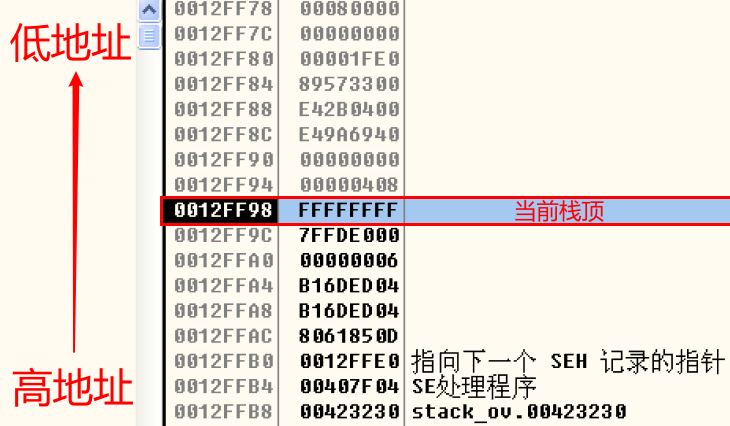 低地址
高地址
0012FF78 00080000
0012FF7C 00000000
0012FF80 00001FE0
0012FF84 89573300
0012FF88 E42B0400
0012FF8C E49A6940
0012FF90 00000000
0012FF94 00000408
0012FF98 FFFFFFFF 当前栈顶
0012FF9C 7FFDE000
0012FFA0 00000006
0012FFA4 B16DED04
0012FFA8 B16DED04
0012FFAC 8061850D
0012FFB0 0012FFE0 指向下一个 SEH 记录的指针
0012FFB4 00407F04 SE处理程序
0012FFB8 00423230 stack_ov.00423230